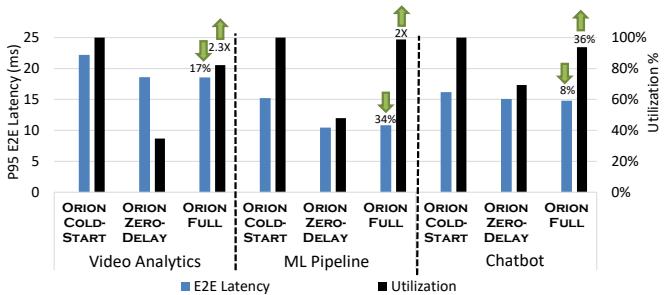 P95 E2E Latency (ms)
25
20
15
10
5
0
100%
80%
60%
40%
20%
0%
Utilization %
17%
2.3X
34%
2X
8%
36%
ORION COLD-START
ORION ZERO-DELAY
ORION FULL
ORION COLD-START
ORION ZERO-DELAY
ORION FULL
ORION COLD-START
ORION ZERO-DELAY
ORION FULL
Video Analytics
ML Pipeline
Chatbot
E2E Latency
Utilization